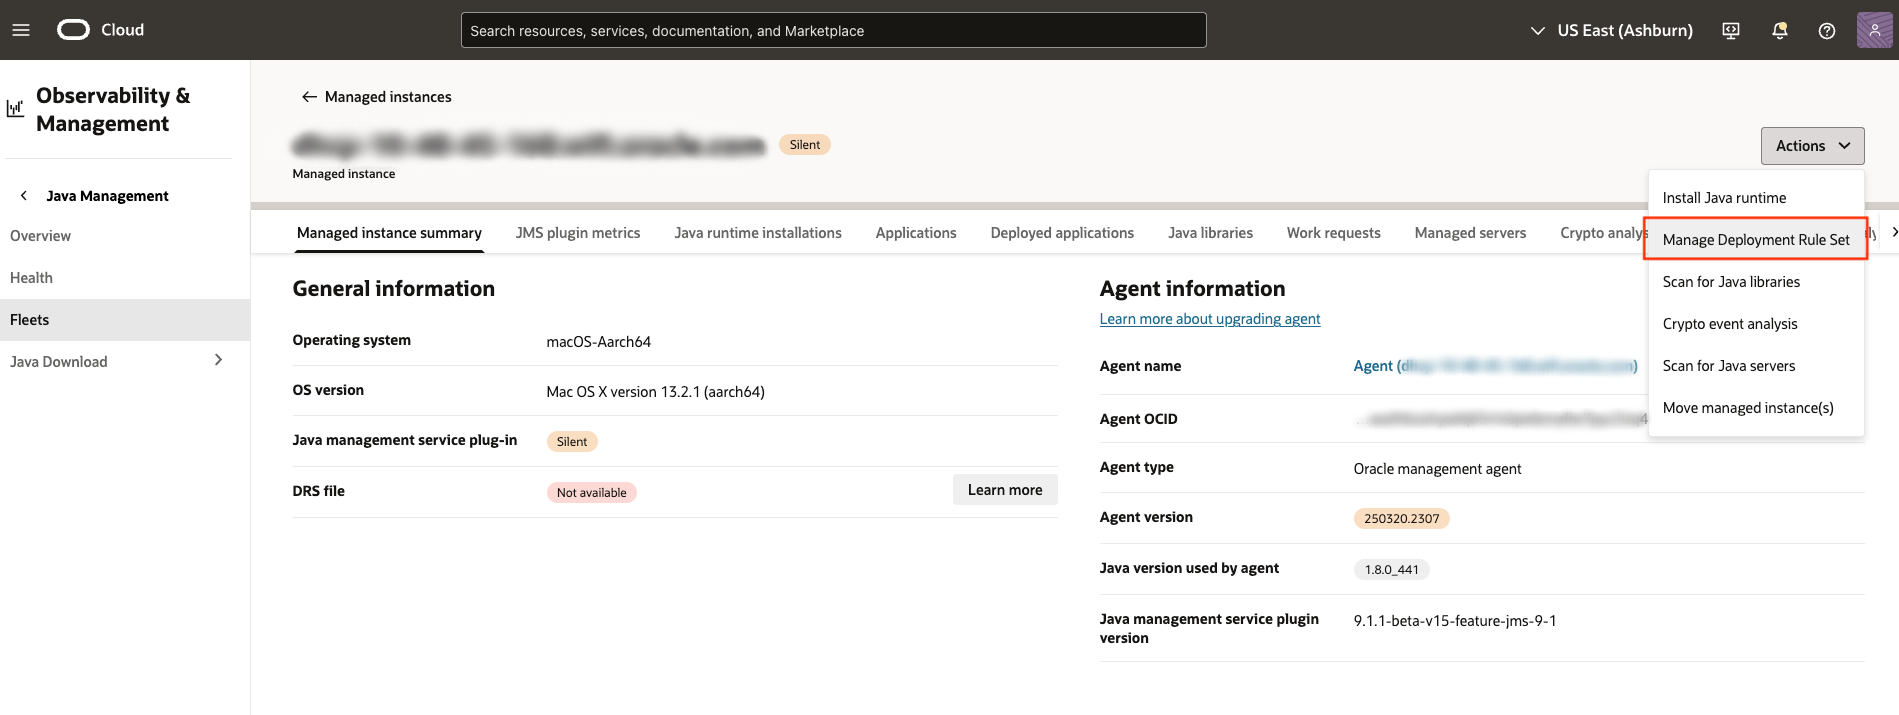 Cloud
Search resources, services, documentation, and Marketplace
US East (Ashburn)
Observability &
Management
Java Management
Overview
Health
Fleets
Java Download
Managed instances
Silent
Managed instance
Actions
Install Java runtime
Manage Deployment Rule Set
Scan for Java libraries
Crypto event analysis
Scan for Java servers
Move managed instance(s)
Managed instance summary
JMS plugin metrics
Java runtime installations
Applications
Deployed applications
Java libraries
Work requests
Managed servers
Crypto analys
General information
Operating system
macOS-Aarch64
OS version
Mac OS X version 13.2.1 (aarch64)
Java management service plug-in
Silent
DRS file
Not available
Learn more
Agent information
Learn more about upgrading agent
Agent name
Agent (
Agent OCID
Agent type
Oracle management agent
Agent version
250320.2307
Java version used by agent
1.8.0_441
Java management service plugin
version
9.1.1-beta-v15-feature-jms-9-1